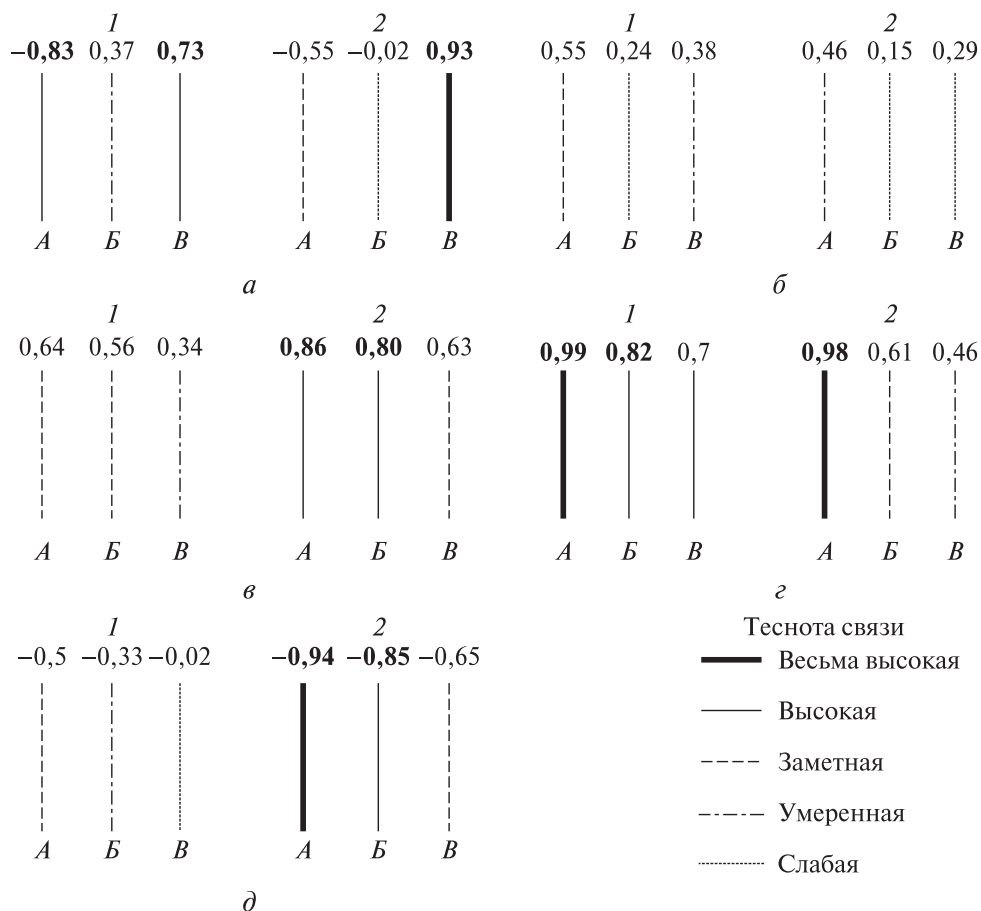 1 2 1 2
−0,83 0,37 0,73 −0,55 −0,02 0,93 0,55 0,24 0,38 0,46 0,15 0,29
А Б В А Б В А Б В А Б В
а б
1 2 1 2
0,64 0,56 0,34 0,86 0,80 0,63 0,99 0,82 0,7 0,98 0,61 0,46
А Б В А Б В А Б В А Б В
в г
1 2
−0,5 −0,33 −0,02 −0,94 −0,85 −0,65
А Б В А Б В
д
Теснота связи
Весьма высокая
Высокая
Заметная
Умеренная
Слабая